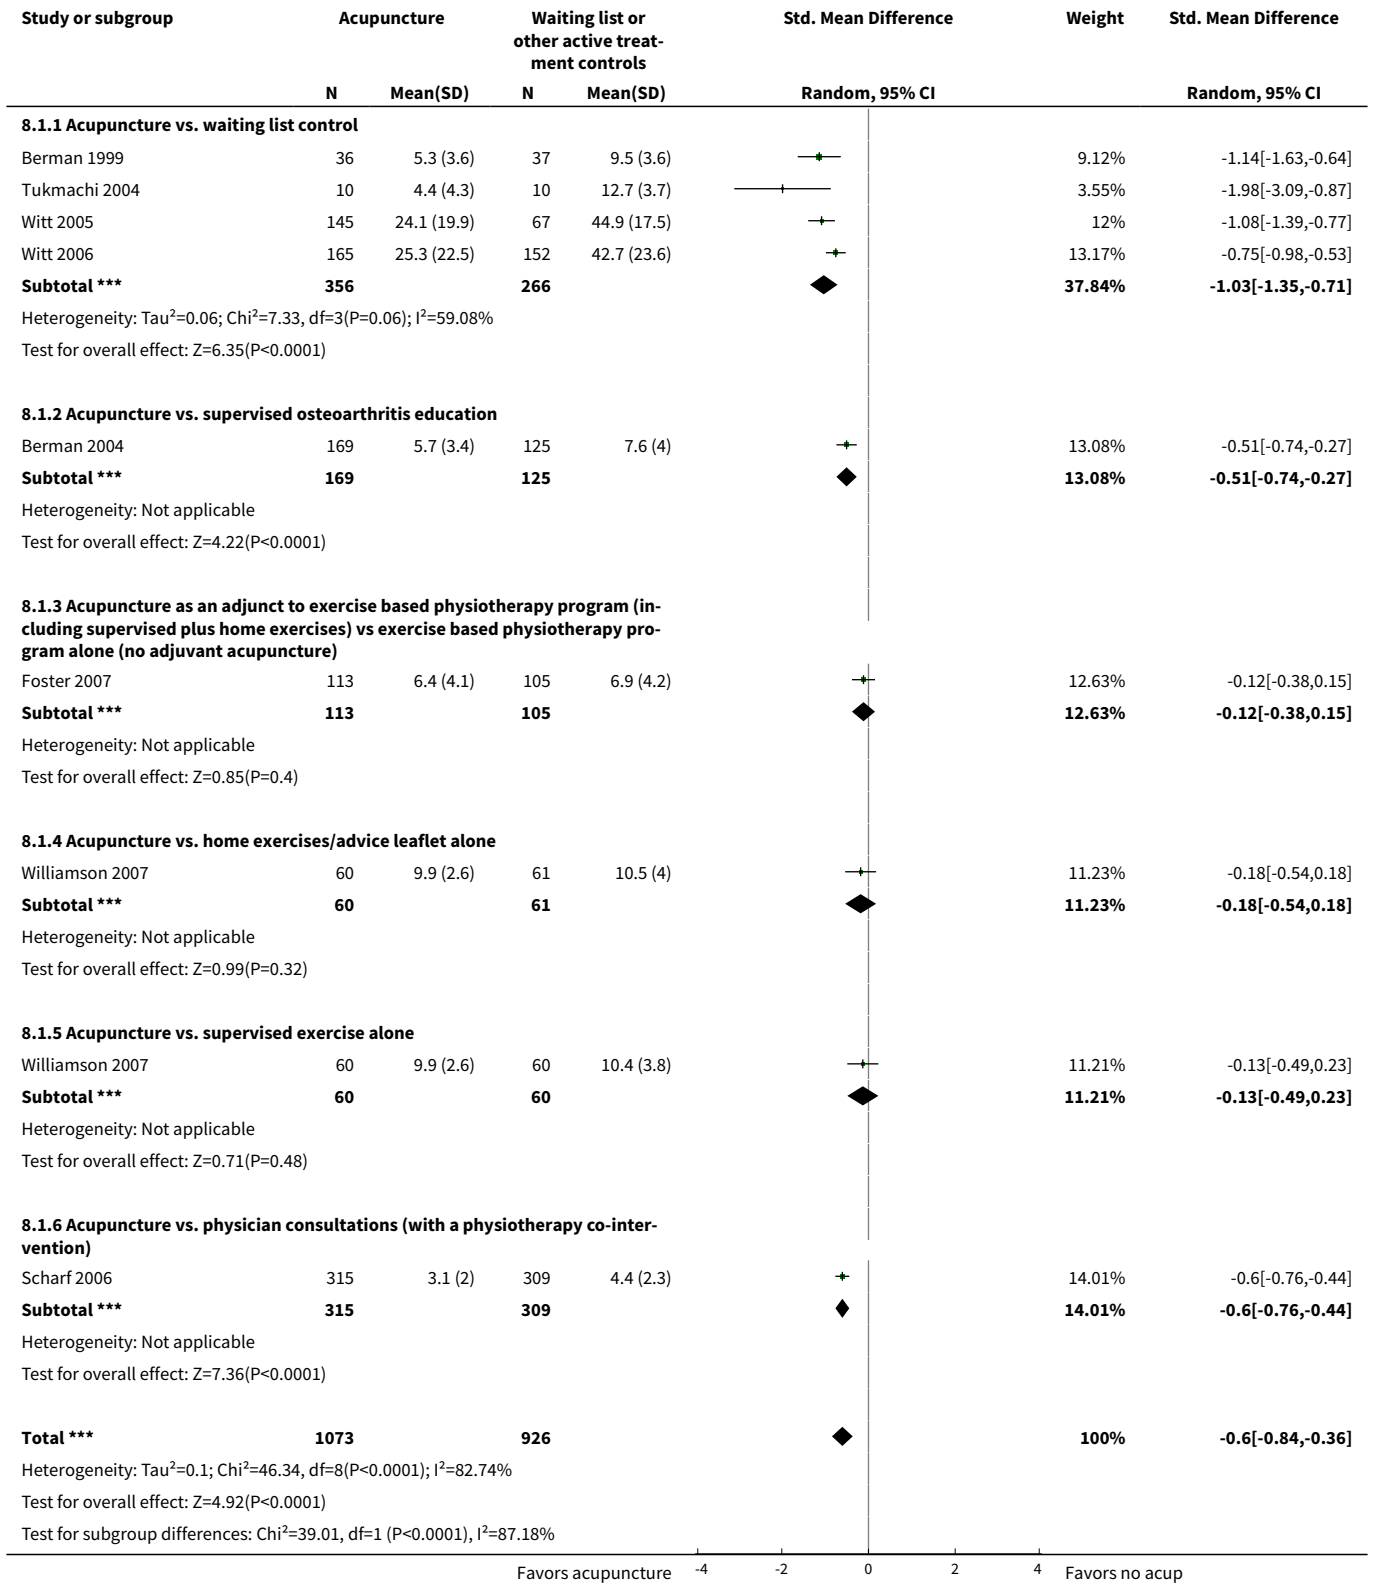 Study or subgroup Acupuncture Waiting list or other active treat- ment controls Std. Mean Difference Weight Std. Mean Difference
N Mean(SD) N Mean(SD) Random, 95% CI Random, 95% CI
8.1.1 Acupuncture vs. waiting list control
Berman 1999 36 5.3 (3.6) 37 9.5 (3.6) 9.12% -1.14[-1.63,-0.64]
Tukmachi 2004 10 4.4 (4.3) 10 12.7 (3.7) 3.55% -1.98[-3.09,-0.87]
Witt 2005 145 24.1 (19.9) 67 44.9 (17.5) 12% -1.08[-1.39,-0.77]
Witt 2006 165 25.3 (22.5) 152 42.7 (23.6) 13.17% -0.75[-0.98,-0.53]
Subtotal *** 356 266 37.84% -1.03[-1.35,-0.71]
Heterogeneity: Tau²=0.06; Chi²=7.33, df=3(P=0.06); I²=59.08%
Test for overall effect: Z=6.35(P<0.0001)
8.1.2 Acupuncture vs. supervised osteoarthritis education
Berman 2004 169 5.7 (3.4) 125 7.6 (4) 13.08% -0.51[-0.74,-0.27]
Subtotal *** 169 125 13.08% -0.51[-0.74,-0.27]
Heterogeneity: Not applicable
Test for overall effect: Z=4.22(P<0.0001)
8.1.3 Acupuncture as an adjunct to exercise based physiotherapy program (in-
cluding supervised plus home exercises) vs exercise based physiotherapy pro-
gram alone (no adjuvant acupuncture)
Foster 2007 113 6.4 (4.1) 105 6.9 (4.2) 12.63% -0.12[-0.38,0.15]
Subtotal *** 113 105 12.63% -0.12[-0.38,0.15]
Heterogeneity: Not applicable
Test for overall effect: Z=0.85(P=0.4)
8.1.4 Acupuncture vs. home exercises/advice leaflet alone
Williamson 2007 60 9.9 (2.6) 61 10.5 (4) 11.23% -0.18[-0.54,0.18]
Subtotal *** 60 61 11.23% -0.18[-0.54,0.18]
Heterogeneity: Not applicable
Test for overall effect: Z=0.99(P=0.32)
8.1.5 Acupuncture vs. supervised exercise alone
Williamson 2007 60 9.9 (2.6) 60 10.4 (3.8) 11.21% -0.13[-0.49,0.23]
Subtotal *** 60 60 11.21% -0.13[-0.49,0.23]
Heterogeneity: Not applicable
Test for overall effect: Z=0.71(P=0.48)
8.1.6 Acupuncture vs. physician consultations (with a physiotherapy co-inter-
vention)
Scharf 2006 315 3.1 (2) 309 4.4 (2.3) 14.01% -0.6[-0.76,-0.44]
Subtotal *** 315 309 14.01% -0.6[-0.76,-0.44]
Heterogeneity: Not applicable
Test for overall effect: Z=7.36(P<0.0001)
Total *** 1073 926 100% -0.6[-0.84,-0.36]
Heterogeneity: Tau²=0.1; Chi²=46.34, df=8(P<0.0001); I²=82.74%
Test for overall effect: Z=4.92(P<0.0001)
Test for subgroup differences: Chi²=39.01, df=1 (P<0.0001), I²=87.18%
Favors acupuncture -4 -2 0 2 4 Favors no acup